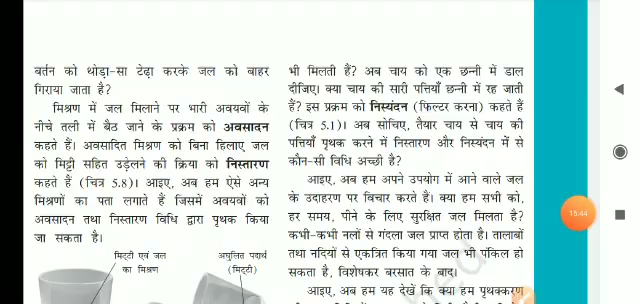 बर्तन को थोड़ा-सा टेढ़ा करके जल को बाहर
गिराया जाता है?
मिश्रण में जल मिलाने पर भारी अवयवों के
नीचे तली में बैठ जाने के प्रक्रम को अवसादन
कहते हैं। अवसादित मिश्रण को बिना हिलाए जल
को मिट्टी सहित उड़ेलने की क्रिया को निस्तारण
कहते हैं (चित्र 5.8)। आइए, अब हम ऐसे अन्य
मिश्रणों का पता लगाते हैं जिसमें अवयवों को
अवसादन तथा निस्तारण विधि द्वारा पृथक किया
जा सकता है।
मिट्टी एवं जल
का मिश्रण
अघुलित पदार्थ
(मिट्टी)
भी मिलती हैं? अब चाय को एक छन्नी में डाल
दीजिए। क्या चाय की सारी पत्तियाँ छन्नी में रह जाती
हैं? इस प्रक्रम को निस्यंदन (फ़िल्टर करना) कहते हैं
(चित्र 5.1)। अब सोचिए, तैयार चाय से चाय की
पत्तियाँ पृथक करने में निस्तारण और निस्यंदन में से
कौन-सी विधि अच्छी है?
आइए, अब हम अपने उपयोग में आने वाले जल
के उदाहरण पर विचार करते हैं। क्या हम सभी को,
हर समय, पीने के लिए सुरक्षित जल मिलता है?
कभी-कभी नलों से गंदला जल प्राप्त होता है। तालाबों
तथा नदियों से एकत्रित किया गया जल भी पंकिल हो
सकता है, विशेषकर बरसात के बाद।
आइए, अब हम यह देखें कि क्या हम पृथक्करण
15:44